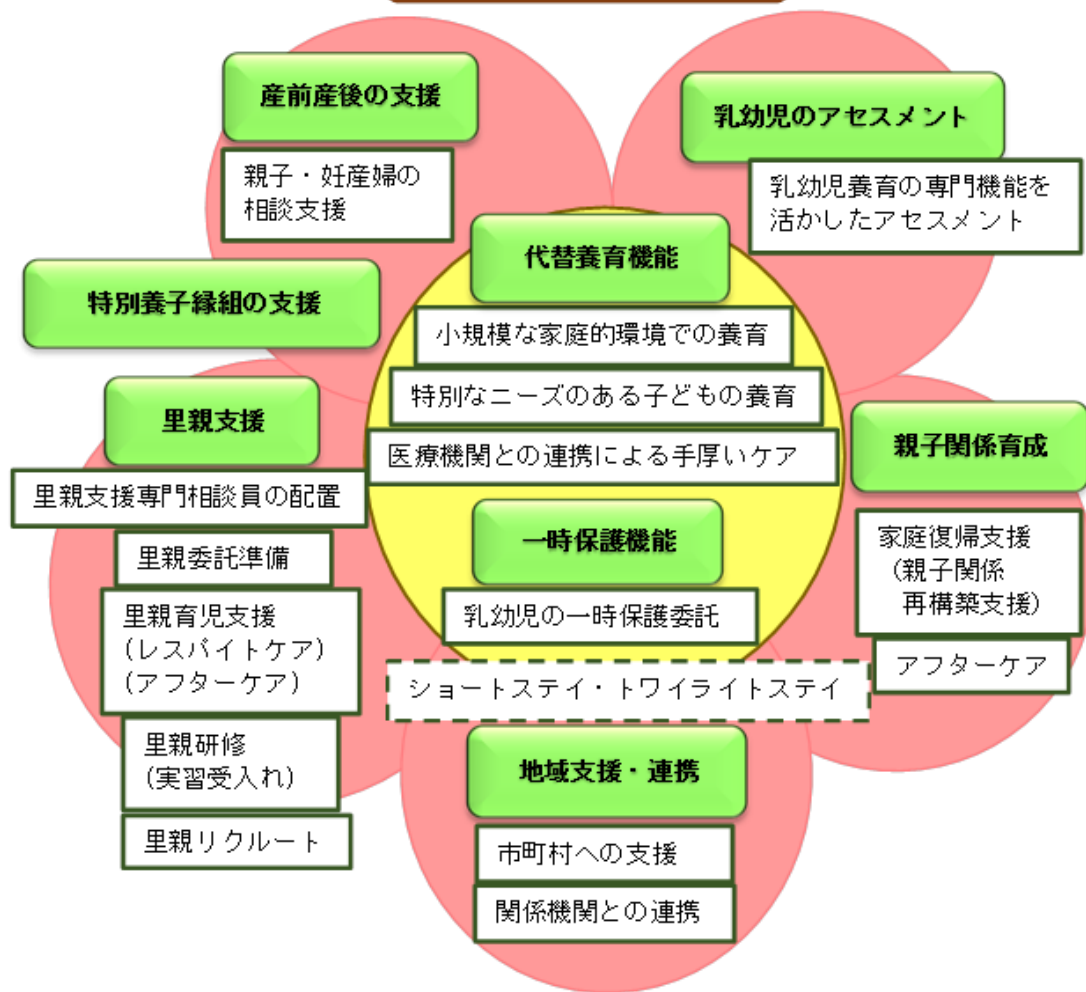 産前産後の支援
親子・妊産婦の
相談支援
乳幼児のアセスメント
乳幼児養育の専門機能を
活かしたアセスメント
代替養育機能
小規模な家庭的環境での養育
特別なニーズのある子どもの養育
医療機関との連携による手厚いケア
一時保護機能
乳幼児の一時保護委託
ショートステイ・トワイライトステイ
特別養子縁組の支援
里親支援
里親支援専門相談員の配置
里親委託準備
里親育児支援
(レスパイトケア)
(アフターケア)
里親研修
(実習受入れ)
里親リクルート
親子関係育成
家庭復帰支援
(親子関係
再構築支援)
アフターケア
地域支援・連携
市町村への支援
関係機関との連携